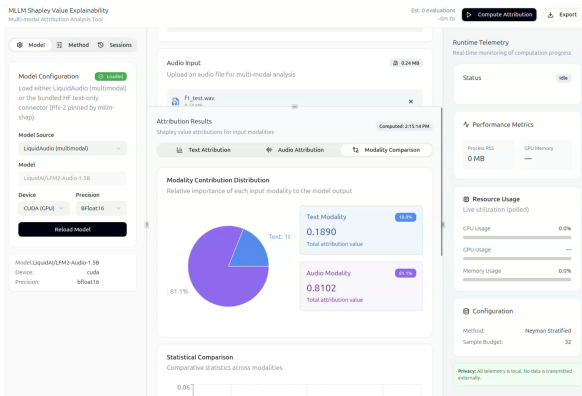 MLLM Shapley Value Explainability
Multi-modal Attribution Analysis Tool
Est. 0 evaluations
~0m 0s
Compute Attribution
Export
Model
Method
Sessions
Model Configuration
Loaded
Load either LiquidAudio (multimodal)
or the bundled HF text-only
connector (Phi-2 pinned by mllm-
shap).
Model Source
LiquidAudio (multimodal)
Model
LiquidAI/LFM2-Audio-1.5B
Device
Precision
CUDA (GPU)
BFloat16
Reload Model
Model:LiquidAI/LFM2-Audio-1.5B
Device: cuda
Precision: bfloat16
Audio Input
0.24 MB
Upload an audio file for multi-modal analysis
f1_test.wav
Attribution Results
Shapley value attributions for input modalities
Computed: 2:15:14 PM
Text Attribution
Audio Attribution
Modality Comparison
Modality Contribution Distribution
Relative importance of each input modality to the model output
Text: 1
: 81.1%
Text Modality
18.9%
0.1890
Total attribution value
Audio Modality
81.1%
0.8102
Total attribution value
Statistical Comparison
Comparative statistics across modalities
0.06
Runtime Telemetry
Real-time monitoring of computation progress
Status
Idle
Performance Metrics
Process RSS
0 MB
GPU Memory
—
Resource Usage
Live utilization (polled)
CPU Usage 0.0%
GPU Usage —
Memory Usage 0.0%
Configuration
Method: Neyman Stratified
Sample Budget: 32
Privacy: All telemetry is local. No data is transmitted
externally.